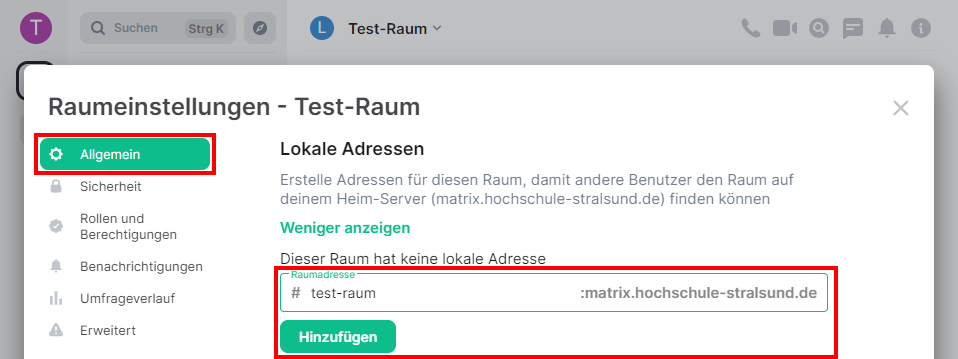 T
Suchen
Strg K
L
Test-Raum
Raumeinstellungen - Test-Raum
Allgemein
Sicherheit
Rollen und
Berechtigungen
Benachrichtigungen
Umfrageverlauf
Erweitert
Lokale Adressen
Erstelle Adressen für diesen Raum, damit andere Benutzer den Raum auf
deinem Heim-Server (matrix.hochschule-stralsund.de) finden können
Weniger anzeigen
Dieser Raum hat keine lokale Adresse
Raumadresse
# test-raum :matrix.hochschule-stralsund.de
Hinzufügen